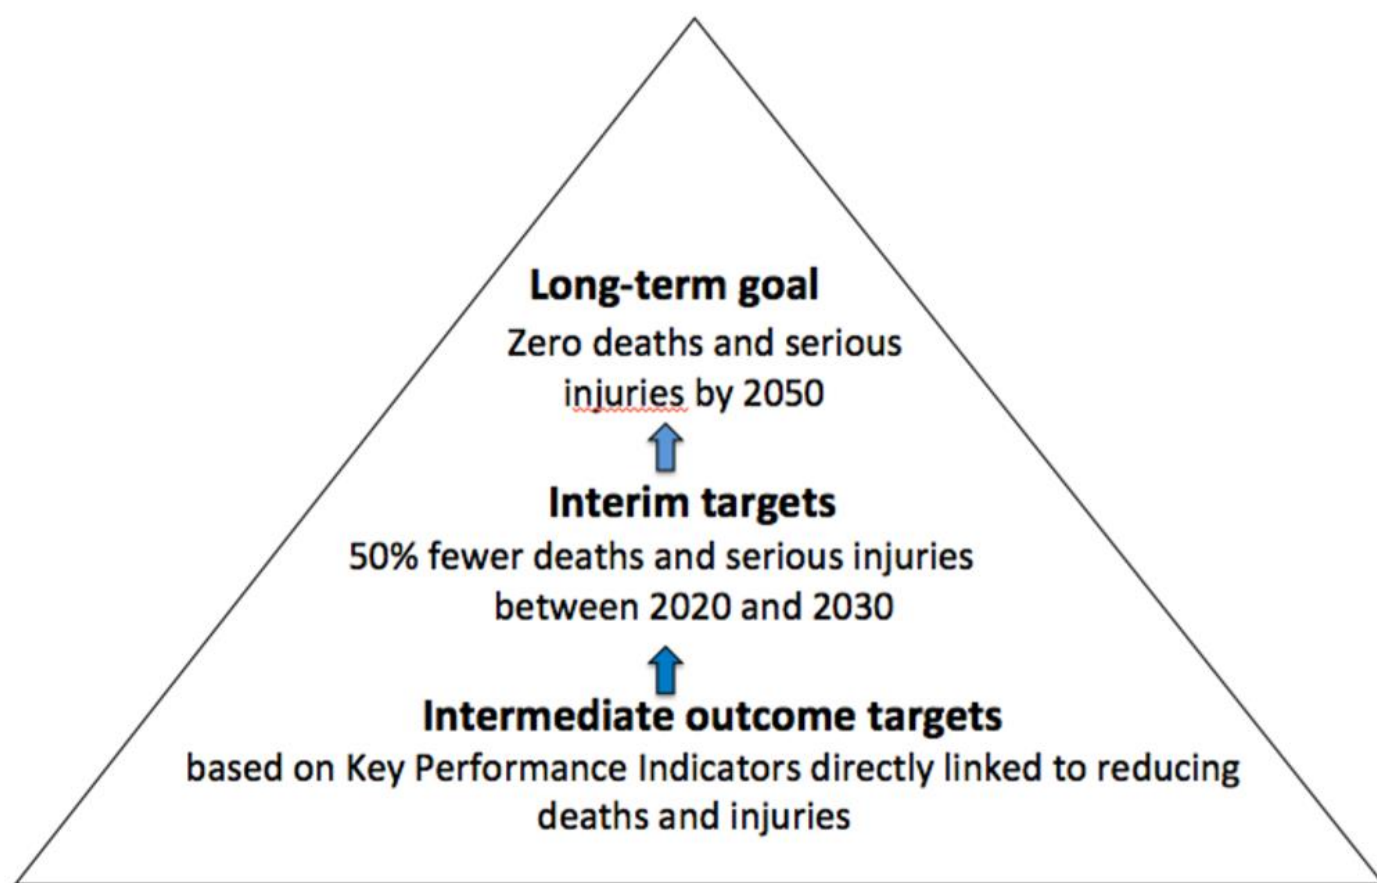 Long-term goal
Zero deaths and serious
injuries by 2050
Interim targets
50% fewer deaths and serious injuries
between 2020 and 2030
Intermediate outcome targets
based on Key Performance Indicators directly linked to reducing
deaths and injuries